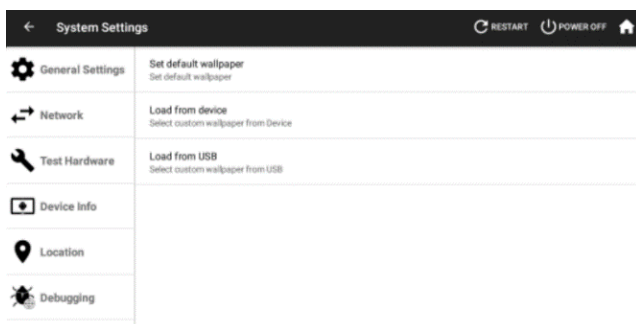 System Settings
RESTART
POWER OFF
General Settings
Network
Test Hardware
Device Info
Location
Debugging
Set default wallpaper
Set default wallpaper
Load from device
Select custom wallpaper from Device
Load from USB
Select custom wallpaper from USB